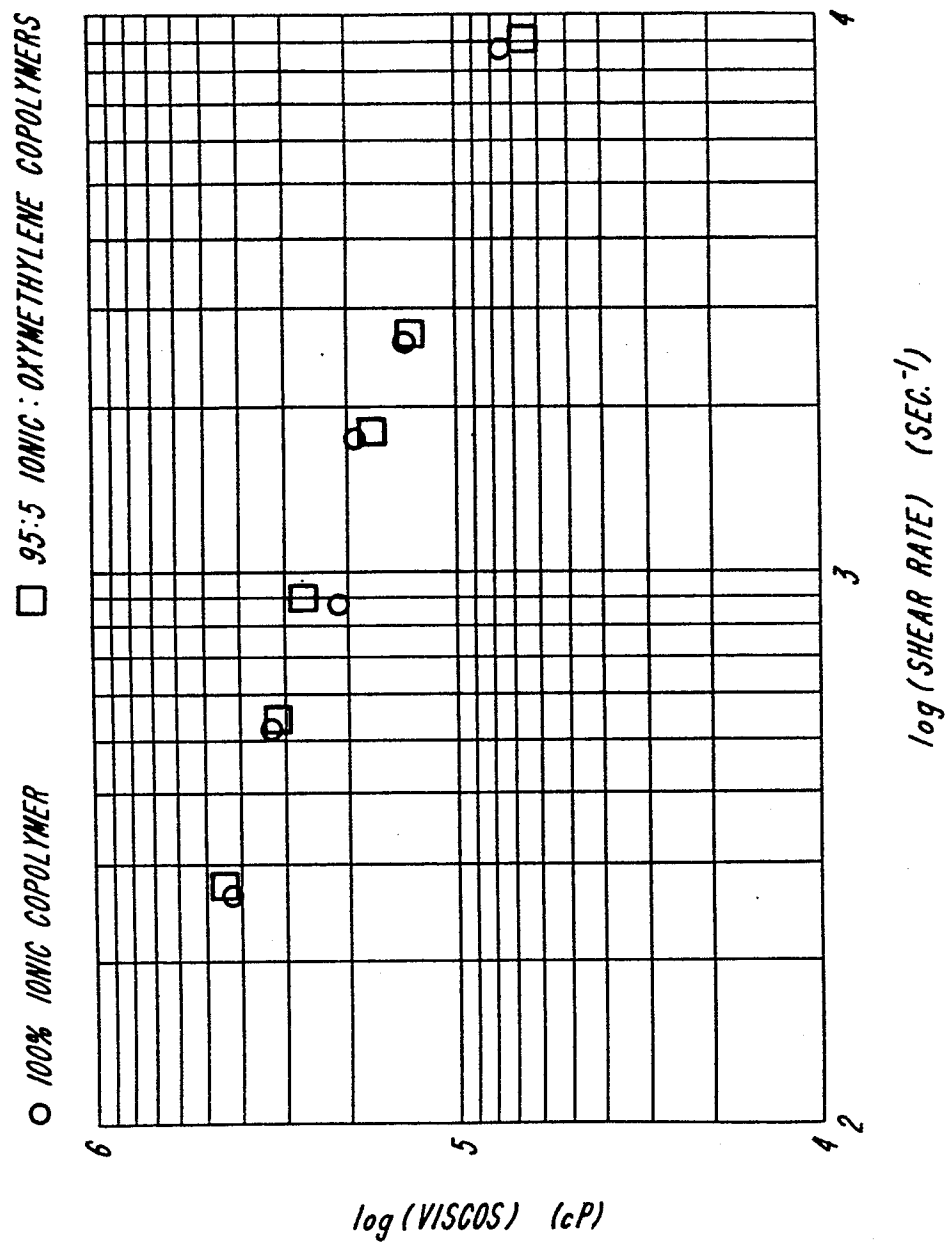 ○ 100% IONIC COPOLYMER
□ 95:5 IONIC : OXYMETHYLENE COPOLYMERS
log (VISCOS) (cP)
6
5
4
2
3
4
log (SHEAR RATE) (SEC.⁻¹)